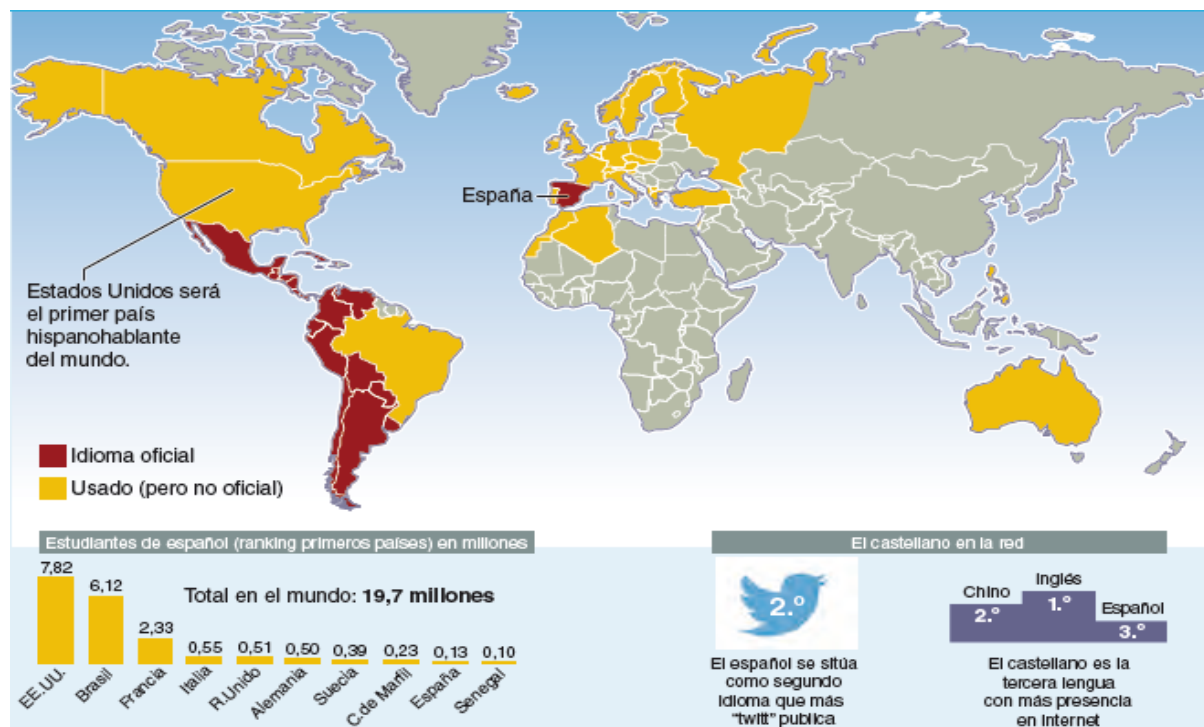 España
Estados Unidos será
el primer país
hispanohablante
del mundo.
Idioma oficial
Usado (pero no oficial)
Estudiantes de español (ranking primeros países) en millones
7,82
6,12
2,33
0,55
0,51
0,50
0,39
0,23
0,13
0,10
Total en el mundo: 19,7 millones
EE.UU.
Brasil
Francia
Italia
R.Unido
Alemania
Suecia
C.de Marfil
España
Senegal
El castellano en la red
2.º
El español se sitúa
como segundo
idioma que más
"twitt" publica
Chino
2.º
Inglés
1.º
Español
3.º
El castellano es la
tercera lengua
con más presencia
en Internet